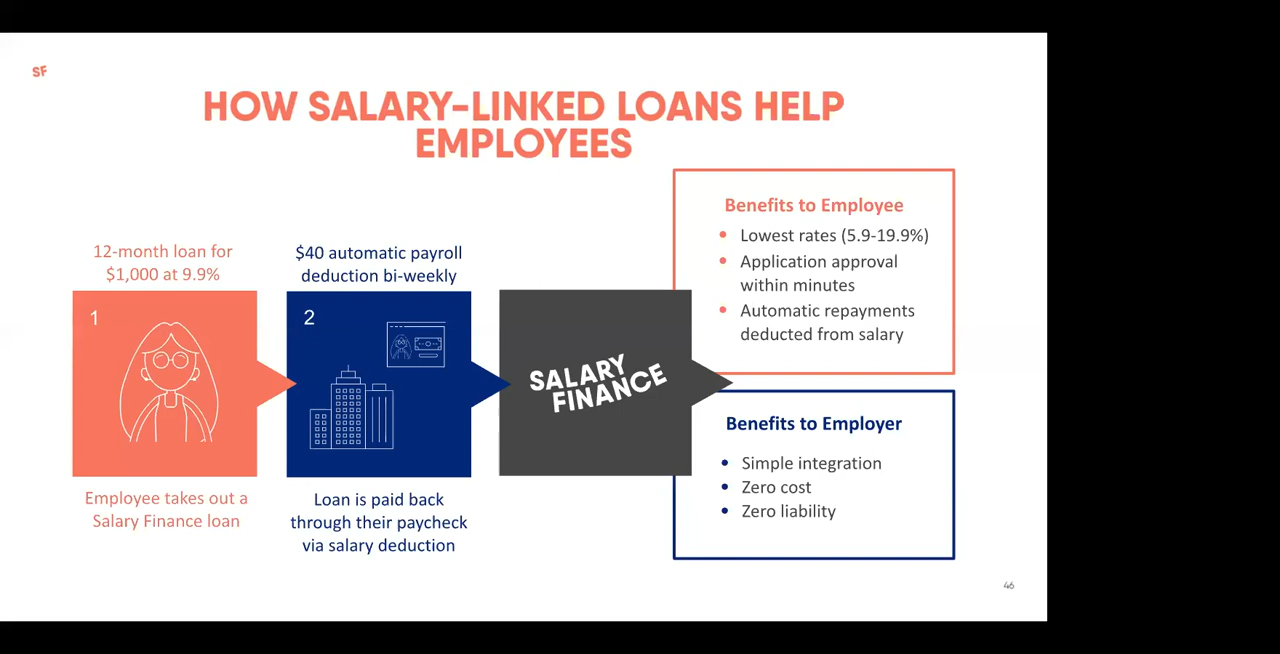 SF
HOW SALARY-LINKED LOANS HELP
EMPLOYEES
12-month loan for
$1,000 at 9.9%
1
Employee takes out a
Salary Finance loan
$40 automatic payroll
deduction bi-weekly
2
Loan is paid back
through their paycheck
via salary deduction
SALARY
FINANCE
Benefits to Employee
• Lowest rates (5.9-19.9%)
• Application approval
within minutes
• Automatic repayments
deducted from salary
Benefits to Employer
• Simple integration
• Zero cost
• Zero liability
46